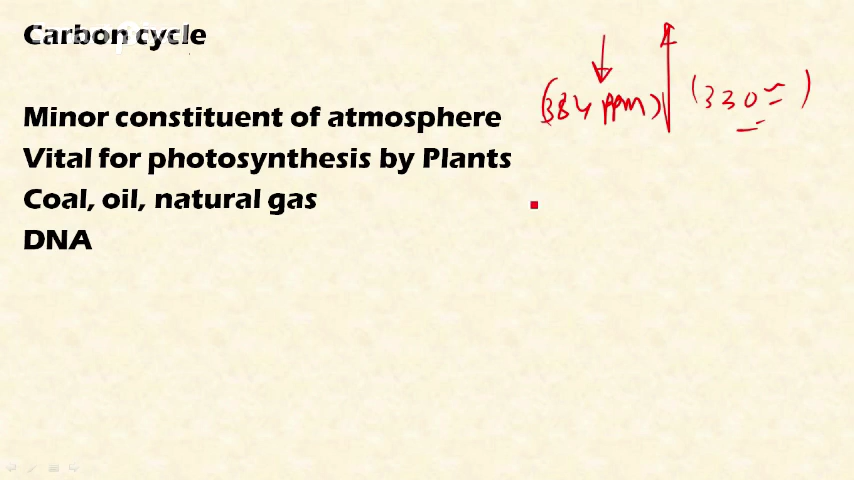 Carbon cycle
Minor constituent of atmosphere
(384 ppm)
(330
Vital for photosynthesis by Plants
Coal, oil, natural gas
DNA